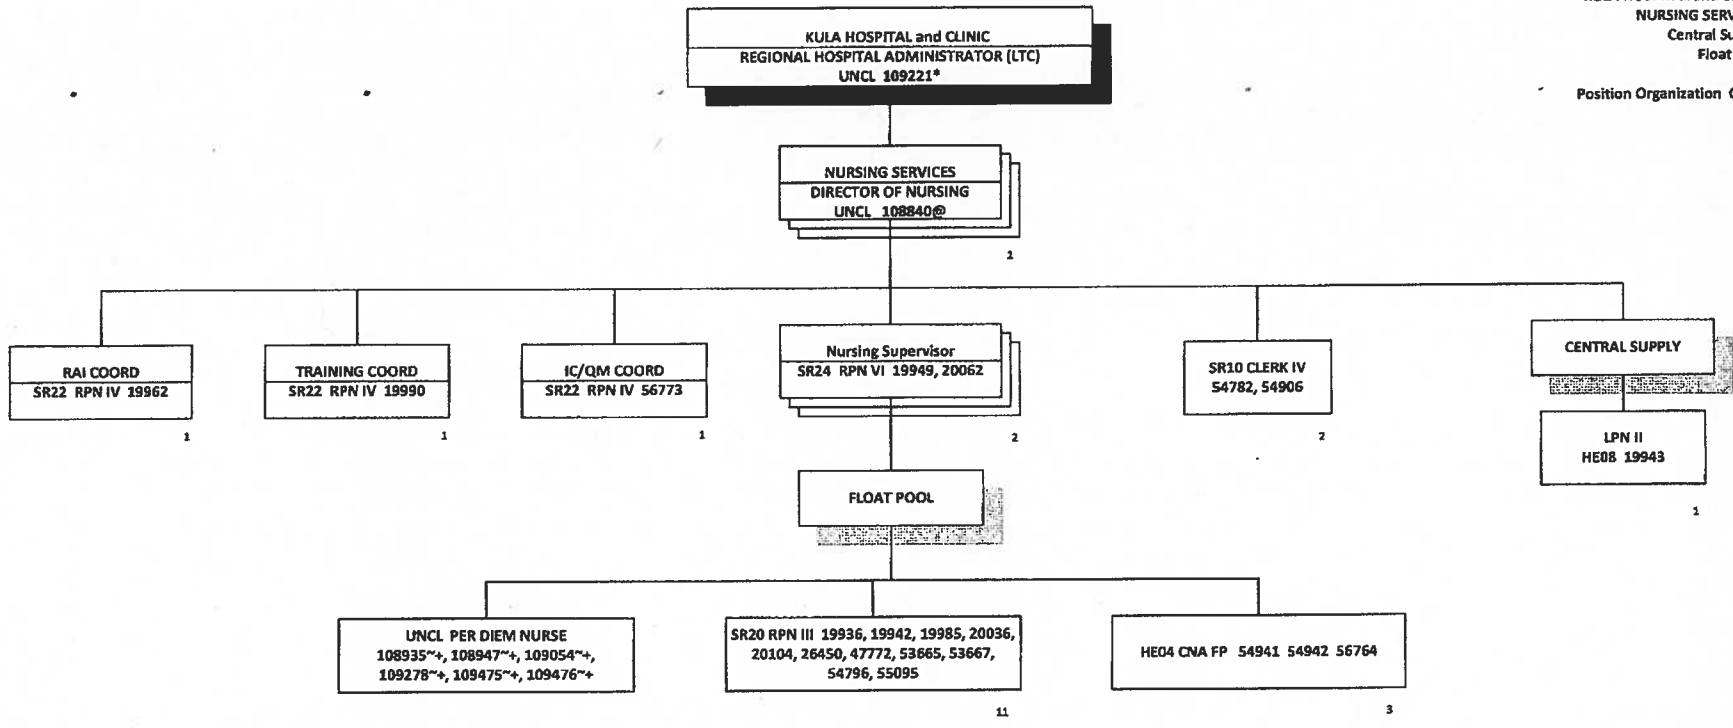 NURSING SERV
Central Su
Float
Position Organization
KULA HOSPITAL and CLINIC
REGIONAL HOSPITAL ADMINISTRATOR (LTC)
UNCL 109221*
NURSING SERVICES
DIRECTOR OF NURSING
UNCL 108840@
1
RAI COORD
SR22 RPN IV 19962
1
TRAINING COORD
SR22 RPN IV 19990
1
IC/QM COORD
SR22 RPN IV 56773
1
Nursing Supervisor
SR24 RPN VI 19949, 20062
2
SR10 CLERK IV
54782, 54906
2
CENTRAL SUPPLY
LPN II
HE08 19943
1
FLOAT POOL
UNCL PER DIEM NURSE
108935~+, 108947~+, 109054~+,
109278~+, 109475~+, 109476~+
SR20 RPN III 19936, 19942, 19985, 20036,
20104, 26450, 47772, 53665, 53667,
54796, 55095
11
HE04 CNA FP 54941 54942 56764
3